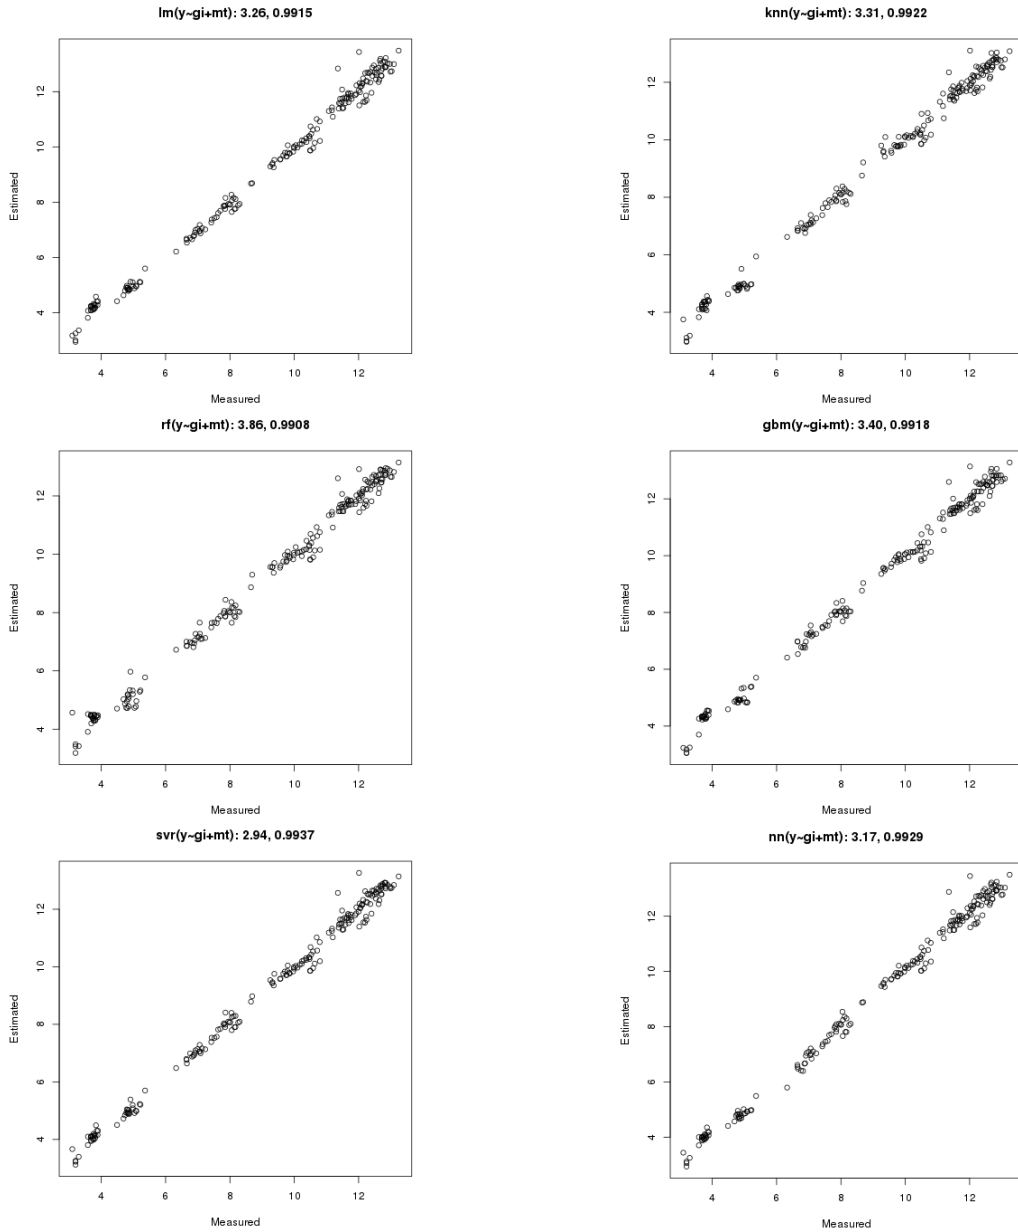 lm(y~gi+mt): 3.26, 0.9915
Estimated
4 6 8 10 12
4 6 8 10 12
Measured
knn(y~gi+mt): 3.31, 0.9922
Estimated
4 6 8 10 12
4 6 8 10 12
Measured
rf(y~gi+mt): 3.86, 0.9908
Estimated
4 6 8 10 12
4 6 8 10 12
Measured
gbm(y~gi+mt): 3.40, 0.9918
Estimated
4 6 8 10 12
4 6 8 10 12
Measured
svr(y~gi+mt): 2.94, 0.9937
Estimated
4 6 8 10 12
4 6 8 10 12
Measured
nn(y~gi+mt): 3.17, 0.9929
Estimated
4 6 8 10 12
4 6 8 10 12
Measured